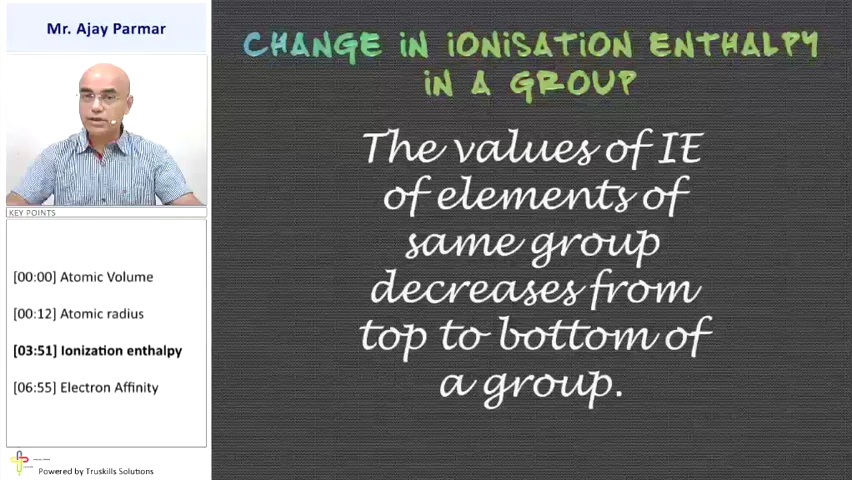 Mr. Ajay Parmar
KEY POINTS
[00:00] Atomic Volume
[00:12] Atomic radius
[03:51] Ionization enthalpy
[06:55] Electron Affinity
Powered by Truskills Solutions
CHANGE IN IONISATION ENTHALPY
IN A GROUP
The values of IE
of elements of
same group
decreases from
top to bottom of
a group.